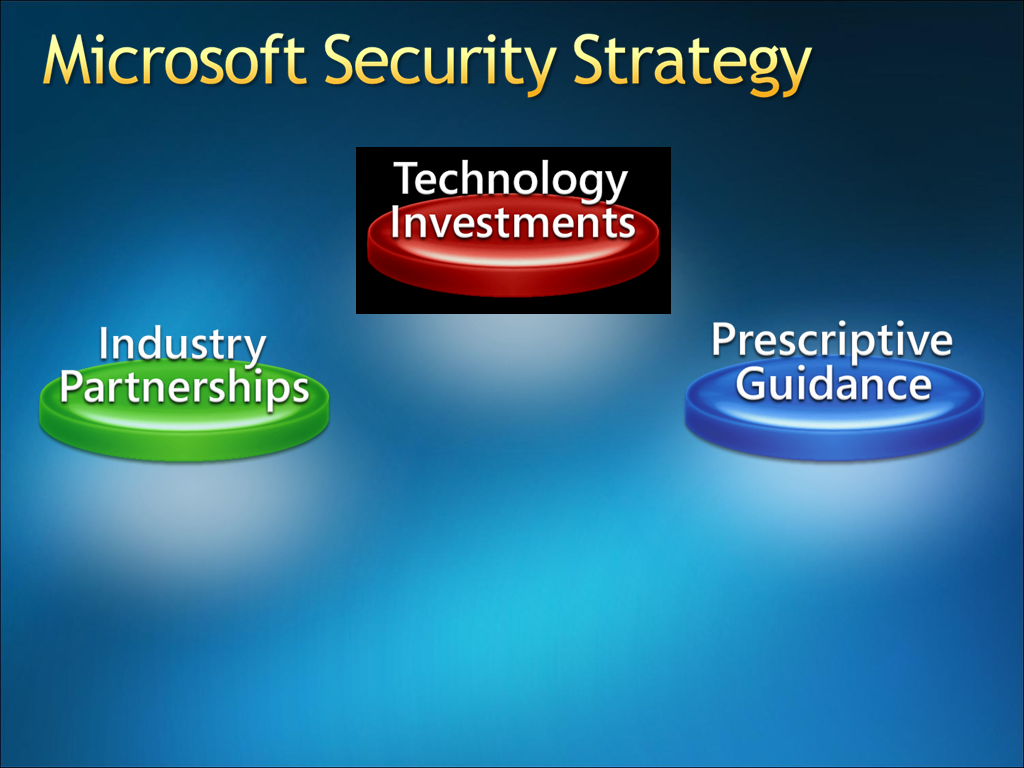 Microsoft Security Strategy
Technology
Investments
Industry
Partnerships
Prescriptive
Guidance